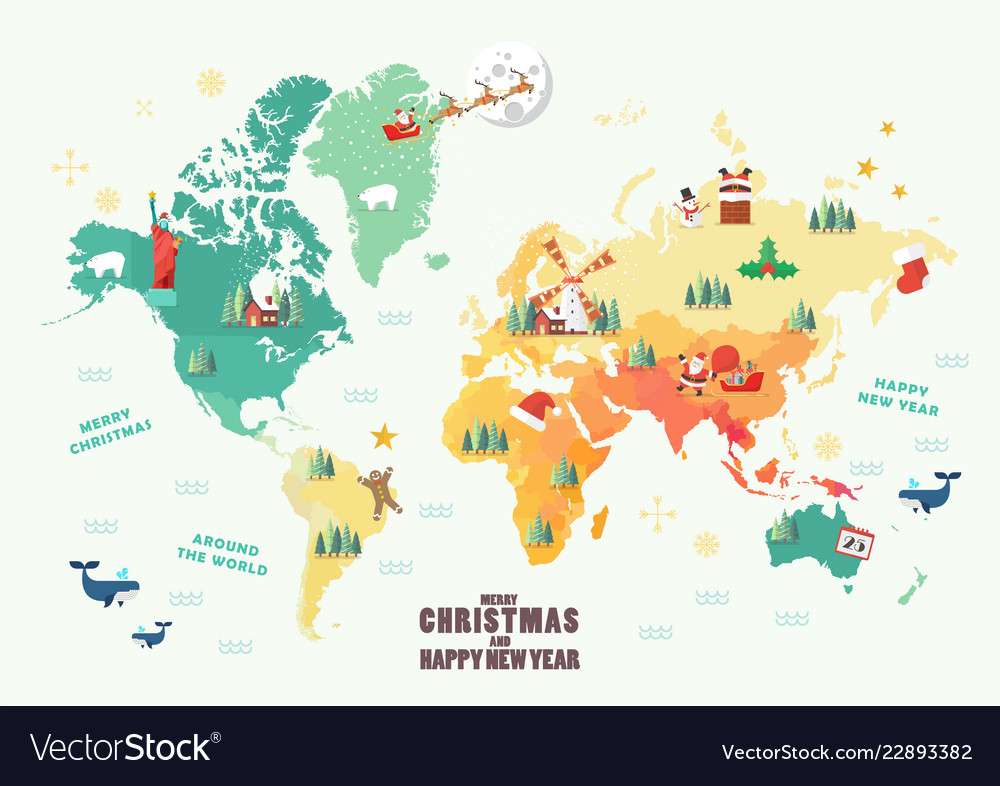 HAPPY
NEW YEAR
MERRY
CHRISTMAS
25
AROUND
THE WORLD
MERRY
CHRISTMAS
AND
HAPPY NEW YEAR
VectorStock®
VectorStock.com/22893382